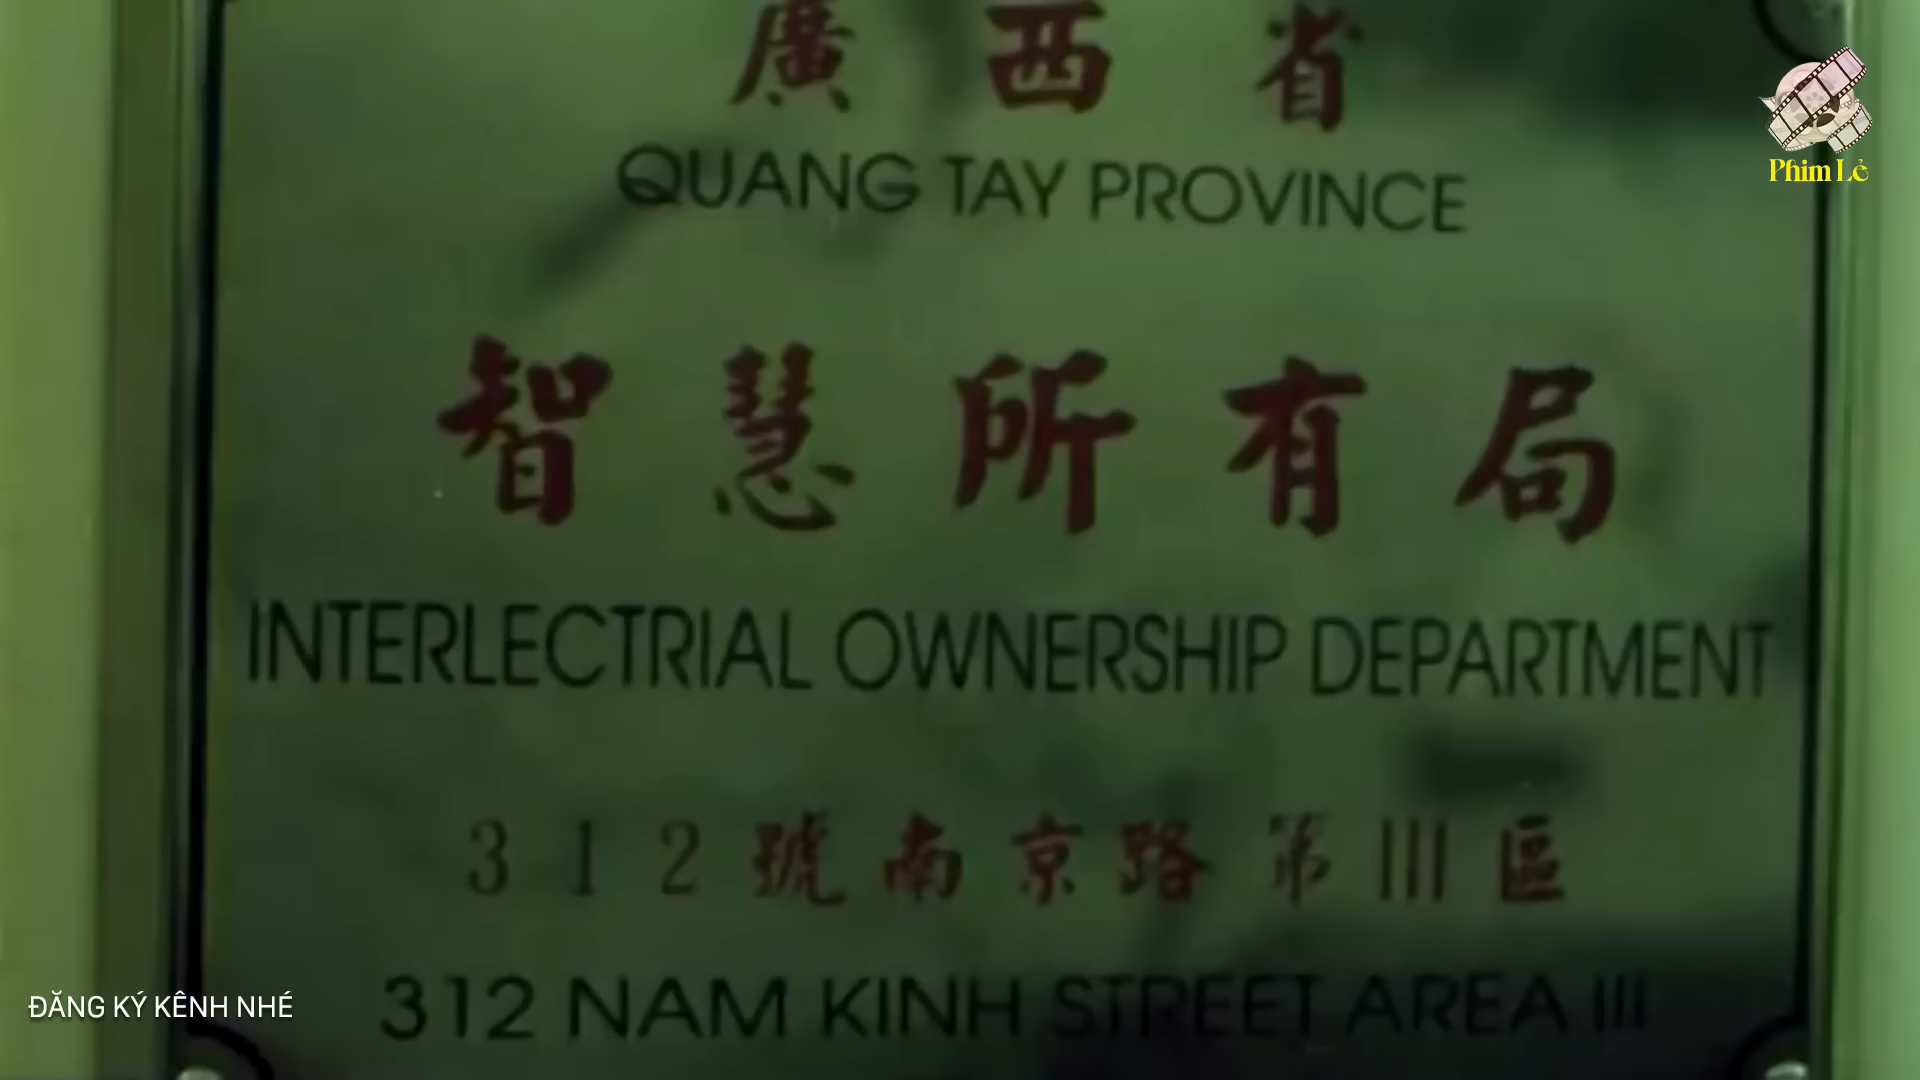 廣西省
QUANG TAY PROVINCE
Phim Lẻ
智慧所有局
INTERLECTRIAL OWNERSHIP DEPARTMENT
312號南京路第III區
312 NAM KINH STREET AREA III
ĐĂNG KÝ KÊNH NHÉ